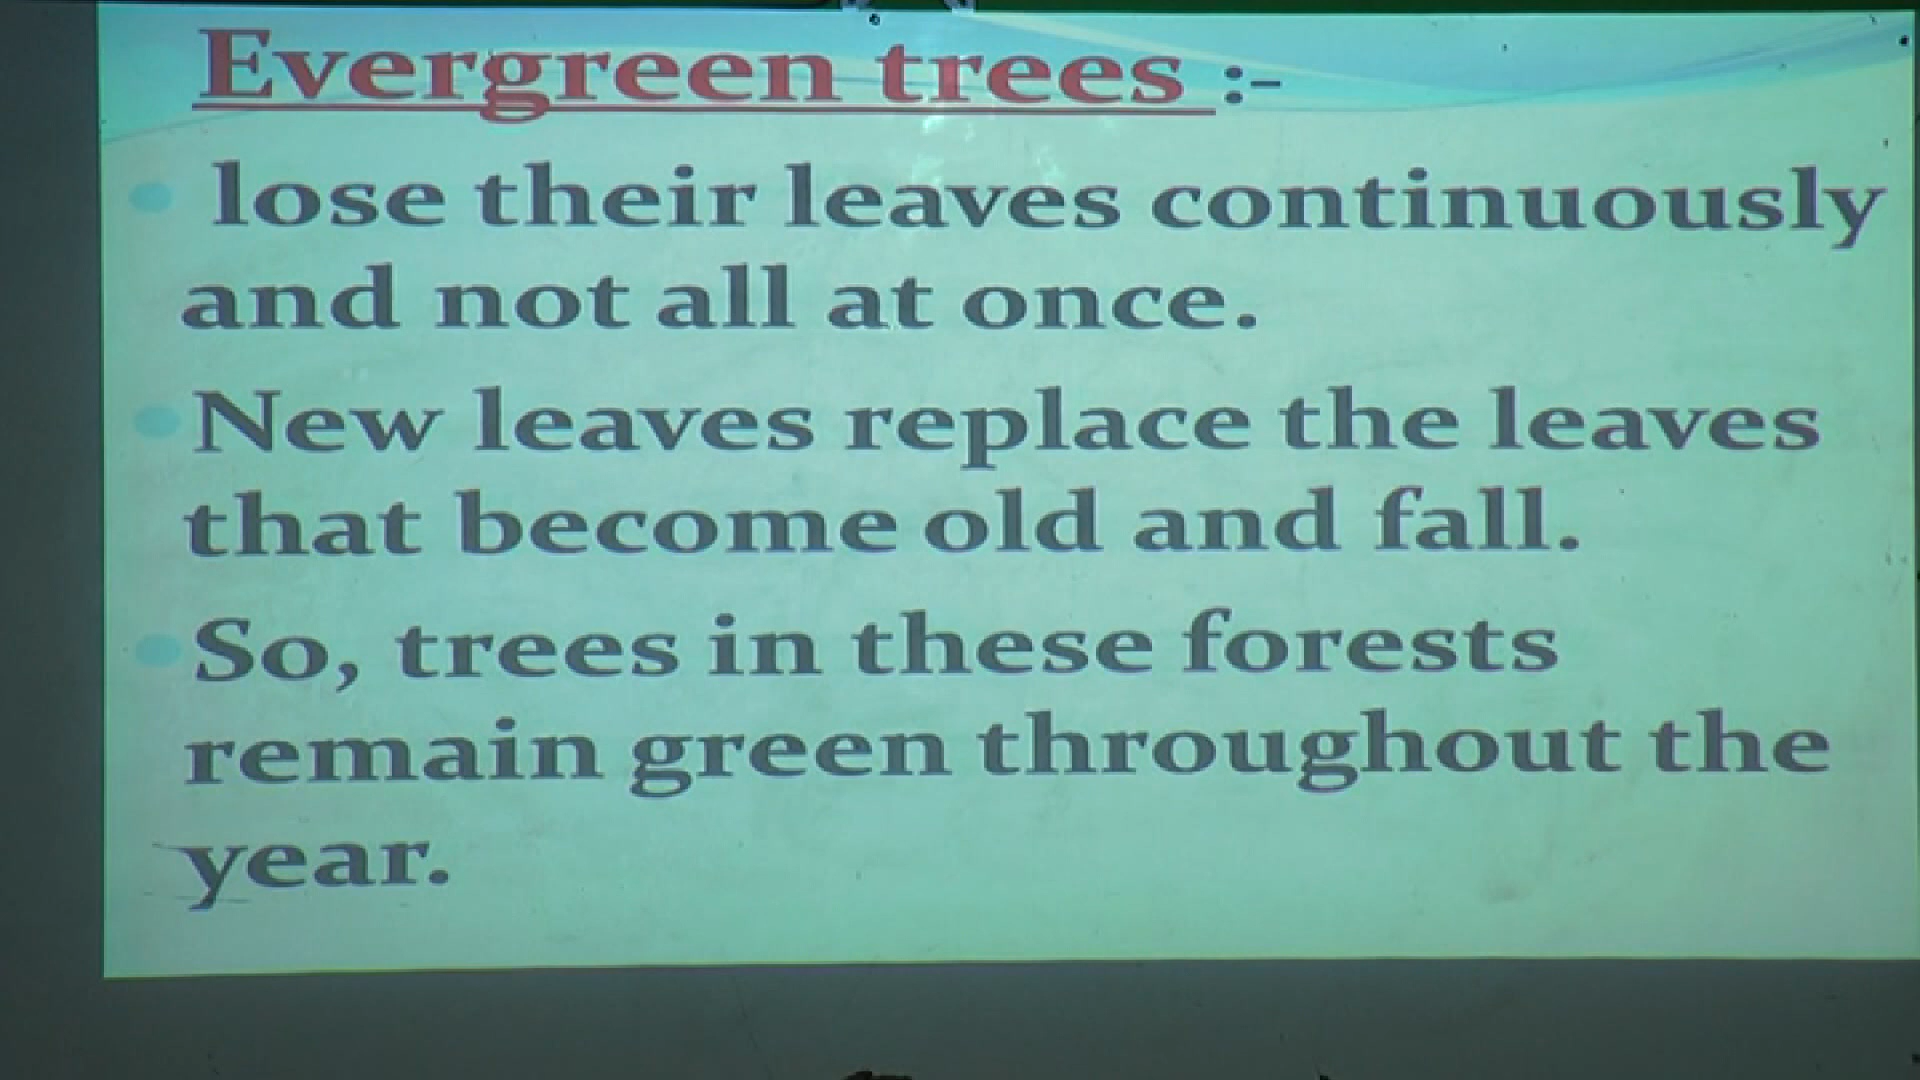 Evergreen trees :-
lose their leaves continuously
and not all at once.
New leaves replace the leaves
that become old and fall.
So, trees in these forests
remain green throughout the
year.